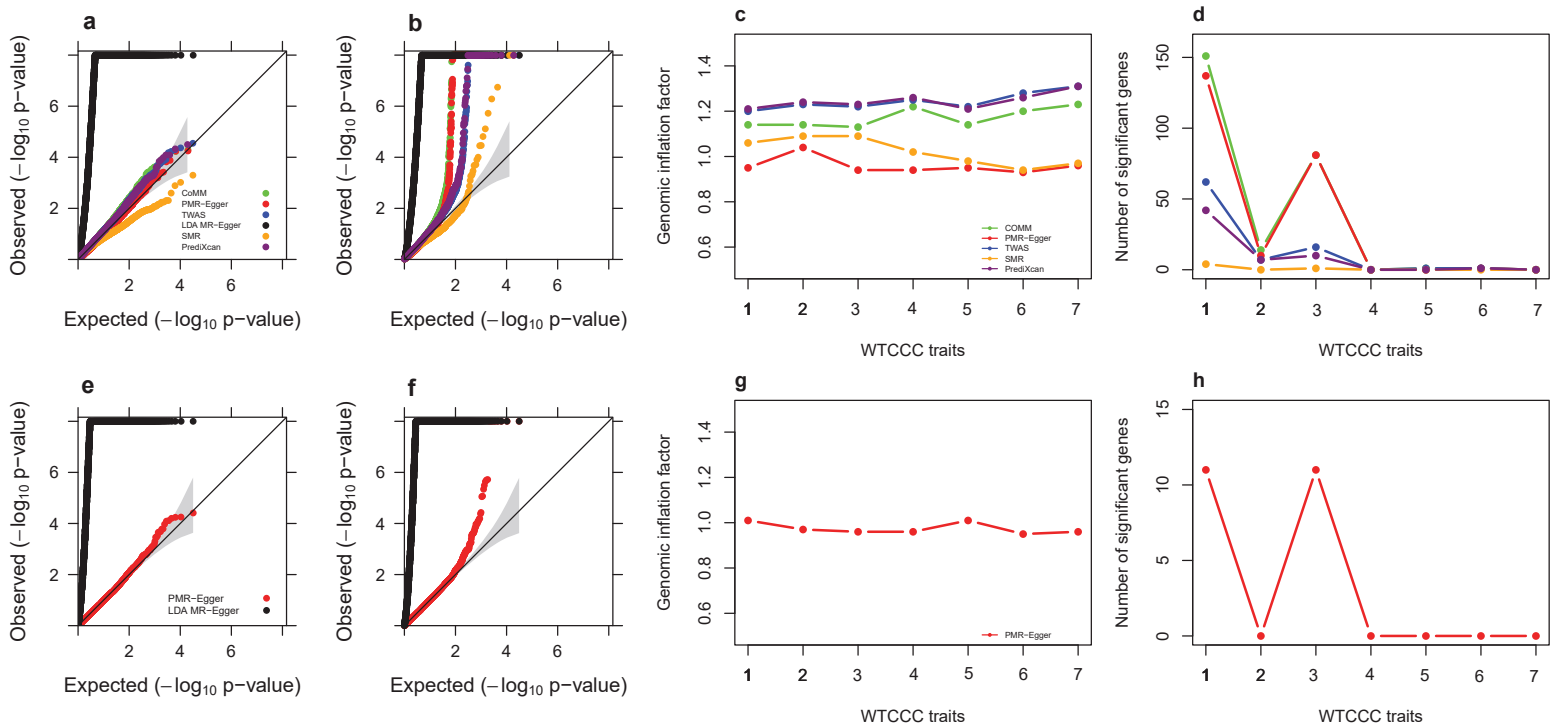 a
Observed (−log10 p−value)
6
4
2
2
4
6
Expected (−log10 p−value)
CoMM
PMR−Egger
TWAS
LDA MR−Egger
SMR
PrediXcan
b
Observed (−log10 p−value)
6
4
2
2
4
6
Expected (−log10 p−value)
c
Genomic inflation factor
1.4
1.2
1.0
0.8
0.6
COMM
PMR−Egger
TWAS
SMR
PrediXcan
1
2
3
4
5
6
7
WTCCC traits
d
Number of significant genes
150
100
50
0
1
2
3
4
5
6
7
WTCCC traits
e
Observed (−log10 p−value)
6
4
2
PMR−Egger
LDA MR−Egger
2
4
6
Expected (−log10 p−value)
f
Observed (−log10 p−value)
6
4
2
2
4
6
Expected (−log10 p−value)
g
Genomic inflation factor
1.4
1.2
1.0
0.8
0.6
PMR−Egger
1
2
3
4
5
6
7
WTCCC traits
h
Number of significant genes
15
10
5
0
1
2
3
4
5
6
7
WTCCC traits